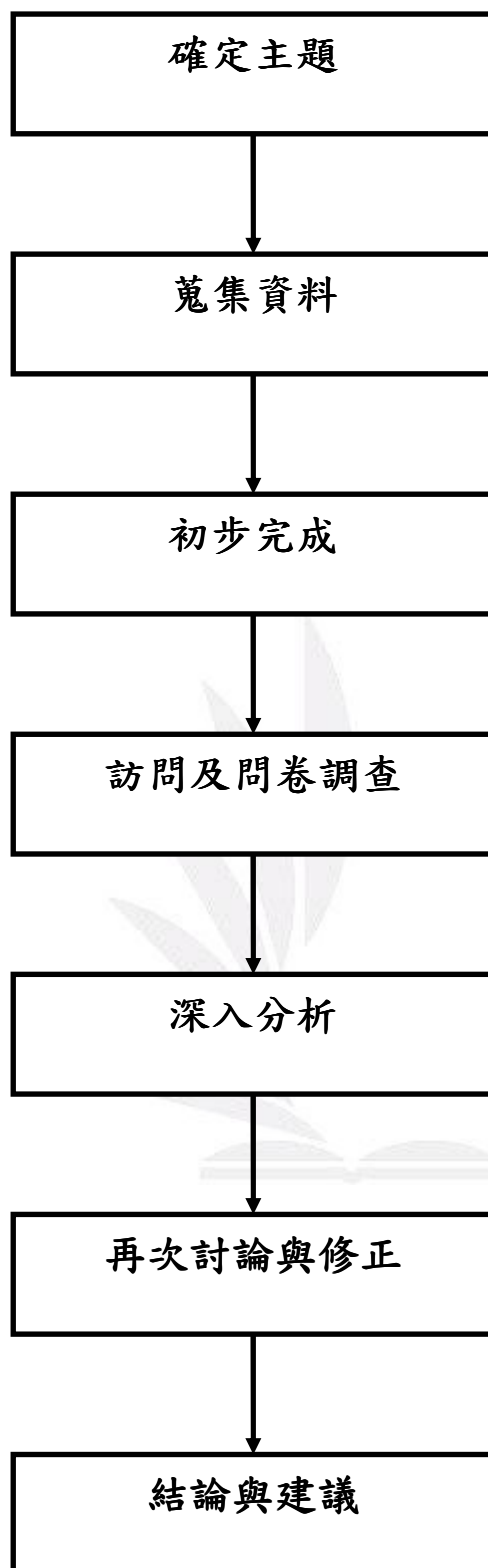 確定主題
蒐集資料
初步完成
訪問及問卷調查
深入分析
再次討論與修正
結論與建議